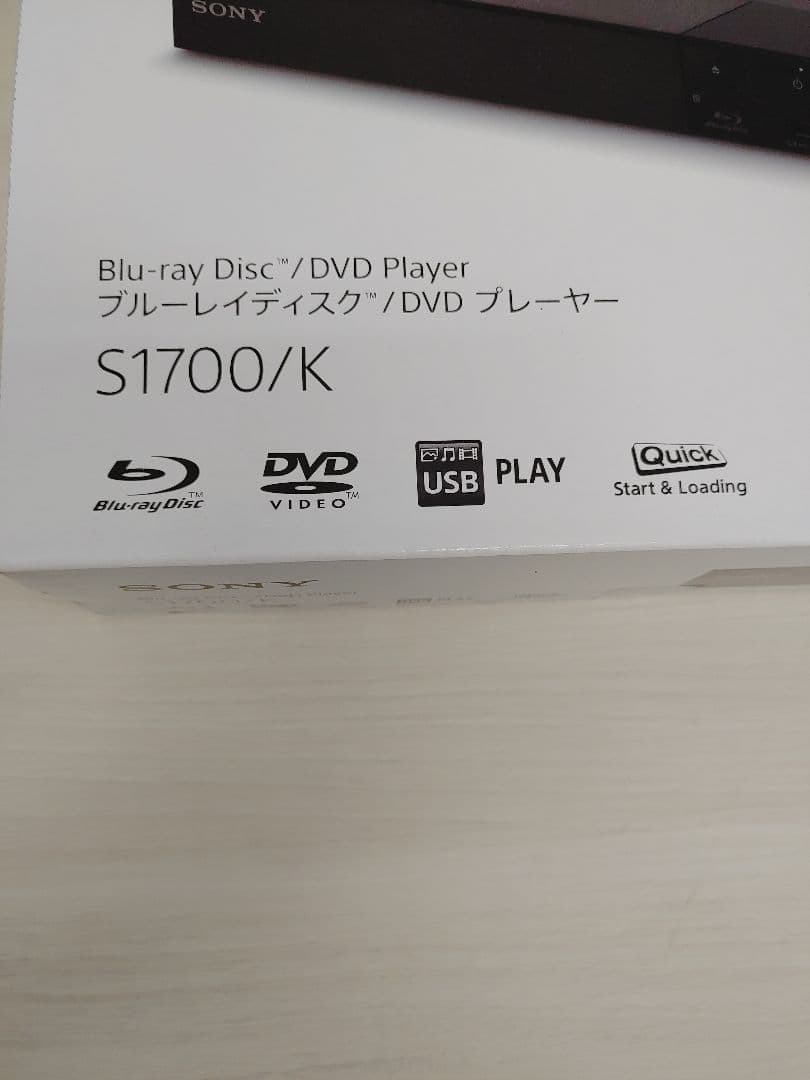 SONY
Blu-ray Disc™/DVD Player
ブルーレイディスク™/DVD プレーヤー
S1700/K
Blu-ray Disc™
DVD
VIDEO™
USB PLAY
Quick
Start & Loading
SONY